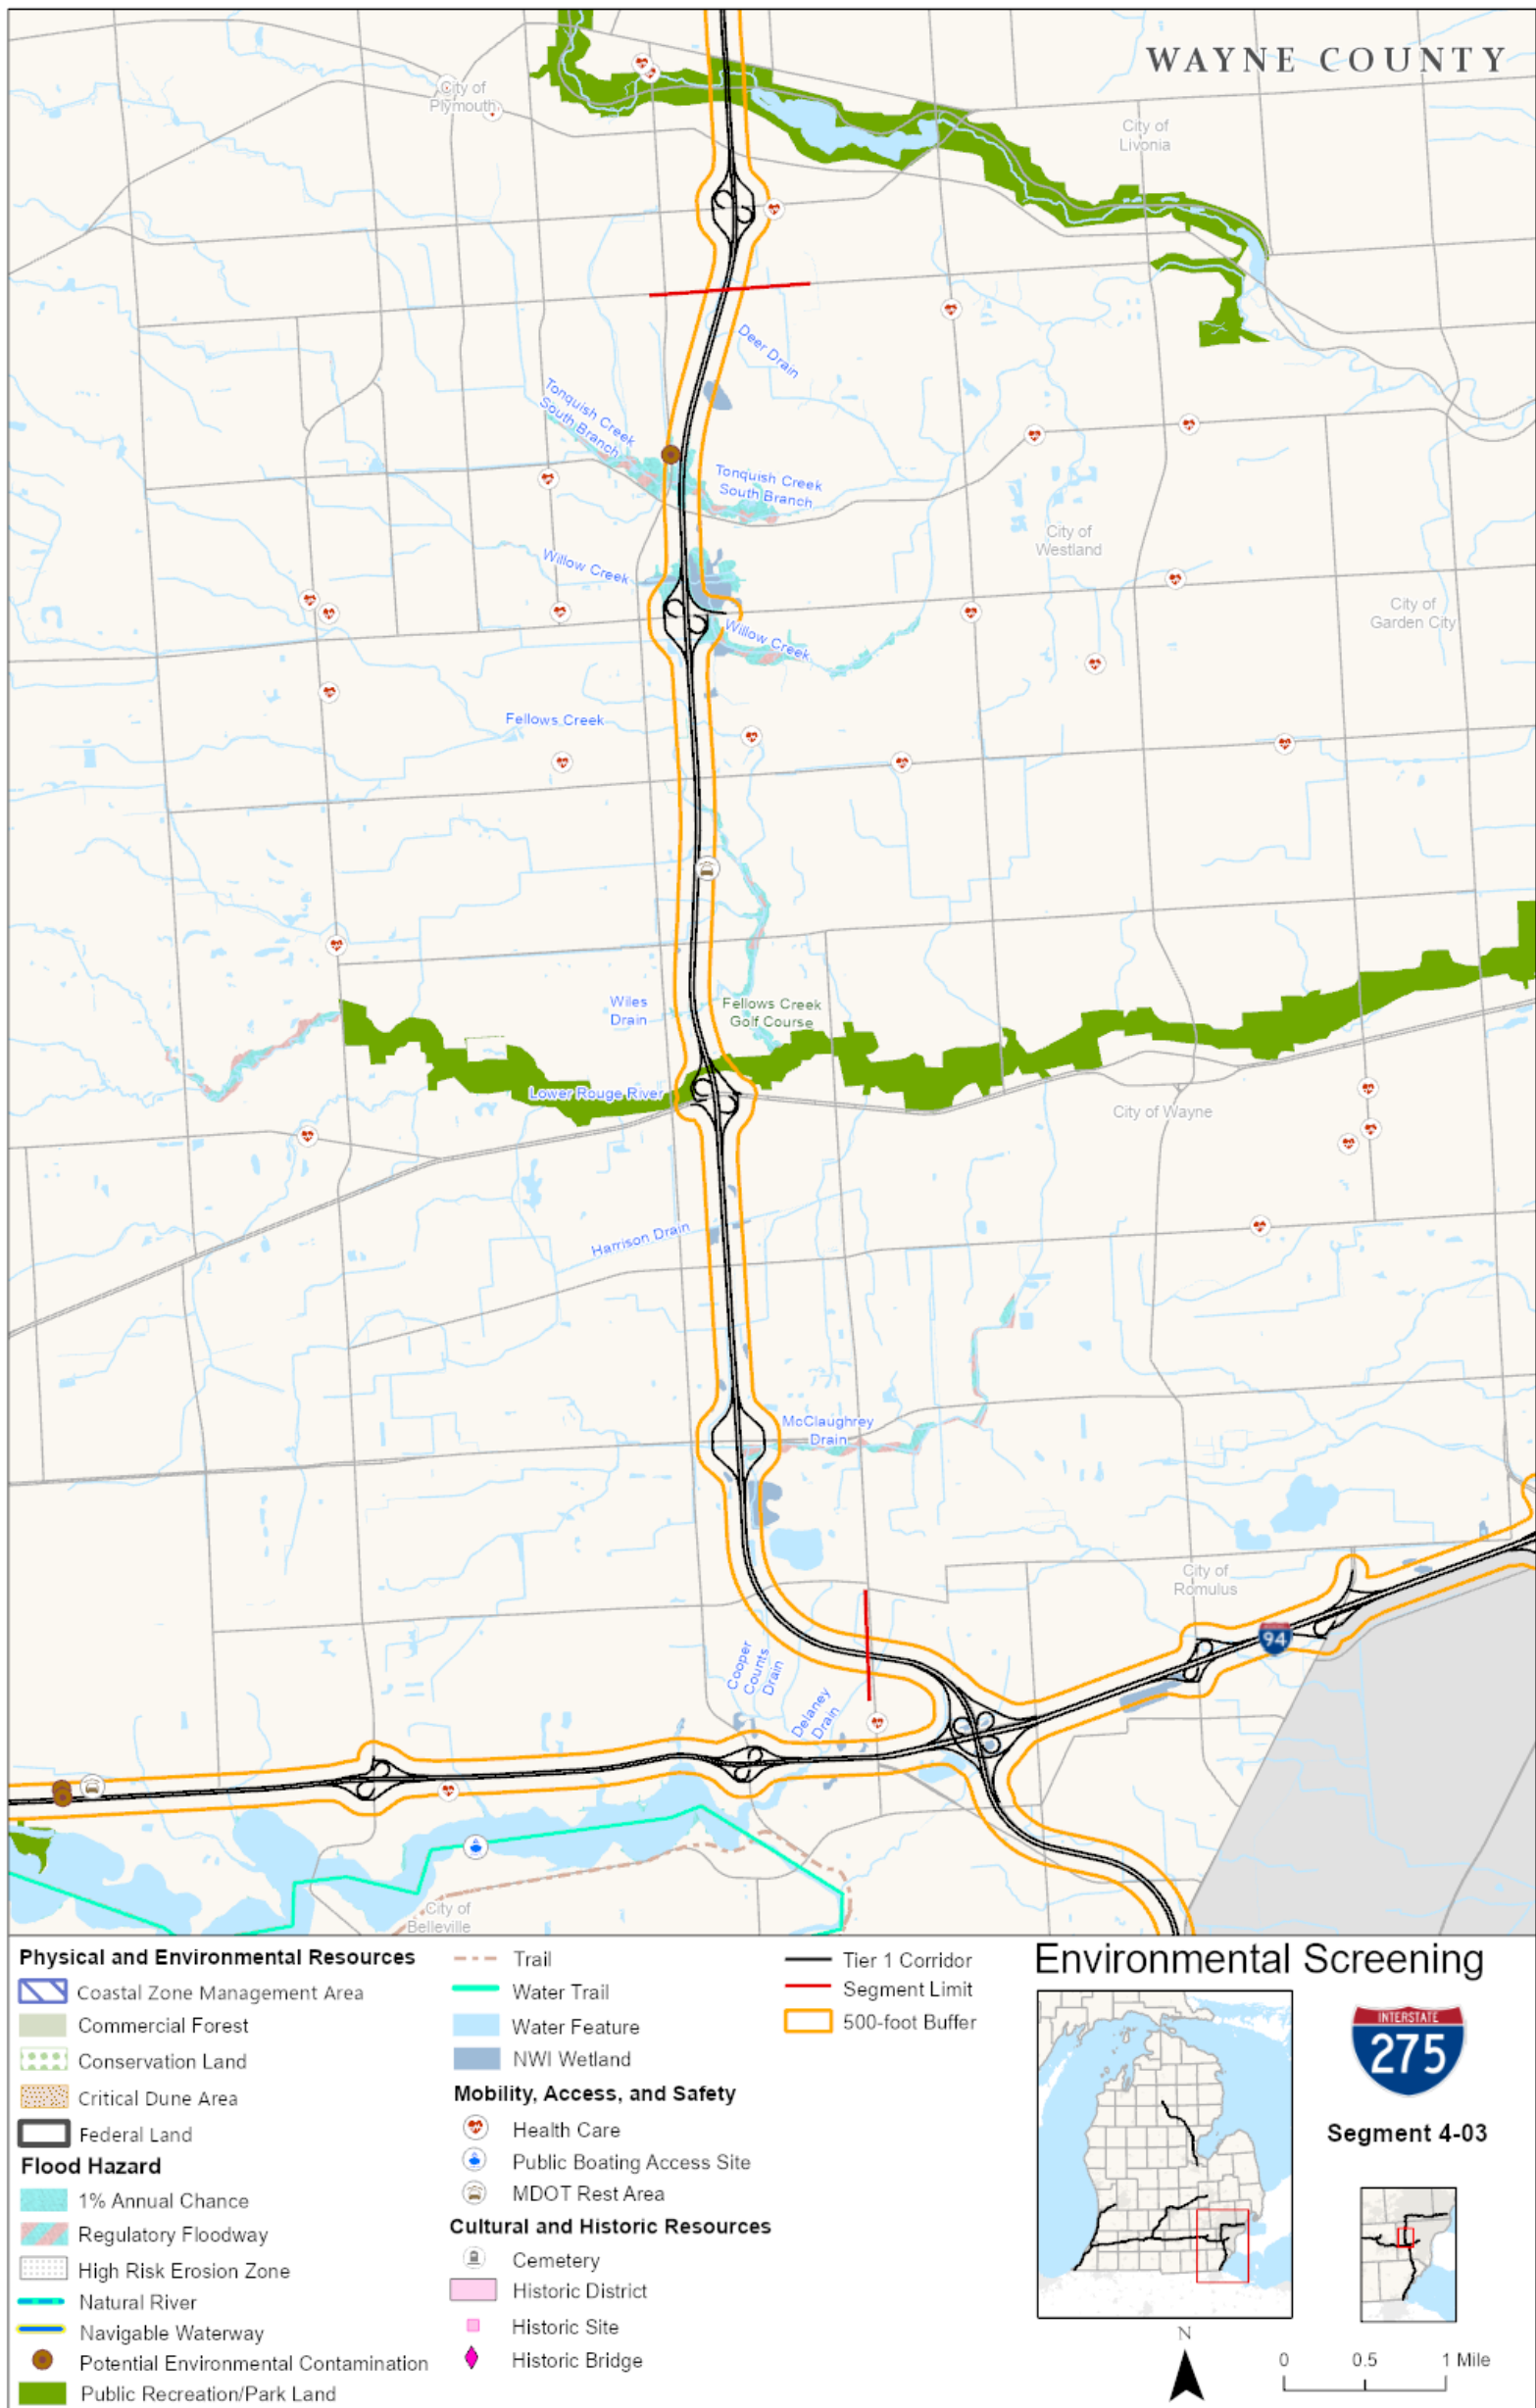 WAYNE COUNTY
City of
Plymouth
City of
Livonia
Deer Drain
Tonquish Creek
South Branch
Tonquish Creek
South Branch
City of
Westland
Willow Creek
City of
Garden City
Willow Creek
Fellows Creek
Wiles
Drain
Fellows Creek
Golf Course
Lower Rouge River
City of Wayne
Harrison Drain
McClaughrey
Drain
City of
Romulus
94
Cooper
Counts
Drain
Delaney
Drain
City of
Belleville
Physical and Environmental Resources
Coastal Zone Management Area
Commercial Forest
Conservation Land
Critical Dune Area
Federal Land
Flood Hazard
1% Annual Chance
Regulatory Floodway
High Risk Erosion Zone
Natural River
Navigable Waterway
Potential Environmental Contamination
Public Recreation/Park Land
Trail
Water Trail
Water Feature
NWI Wetland
Mobility, Access, and Safety
Health Care
Public Boating Access Site
MDOT Rest Area
Cultural and Historic Resources
Cemetery
Historic District
Historic Site
Historic Bridge
Tier 1 Corridor
Segment Limit
500-foot Buffer
Environmental Screening
INTERSTATE
275
Segment 4-03
N
0 0.5 1 Mile